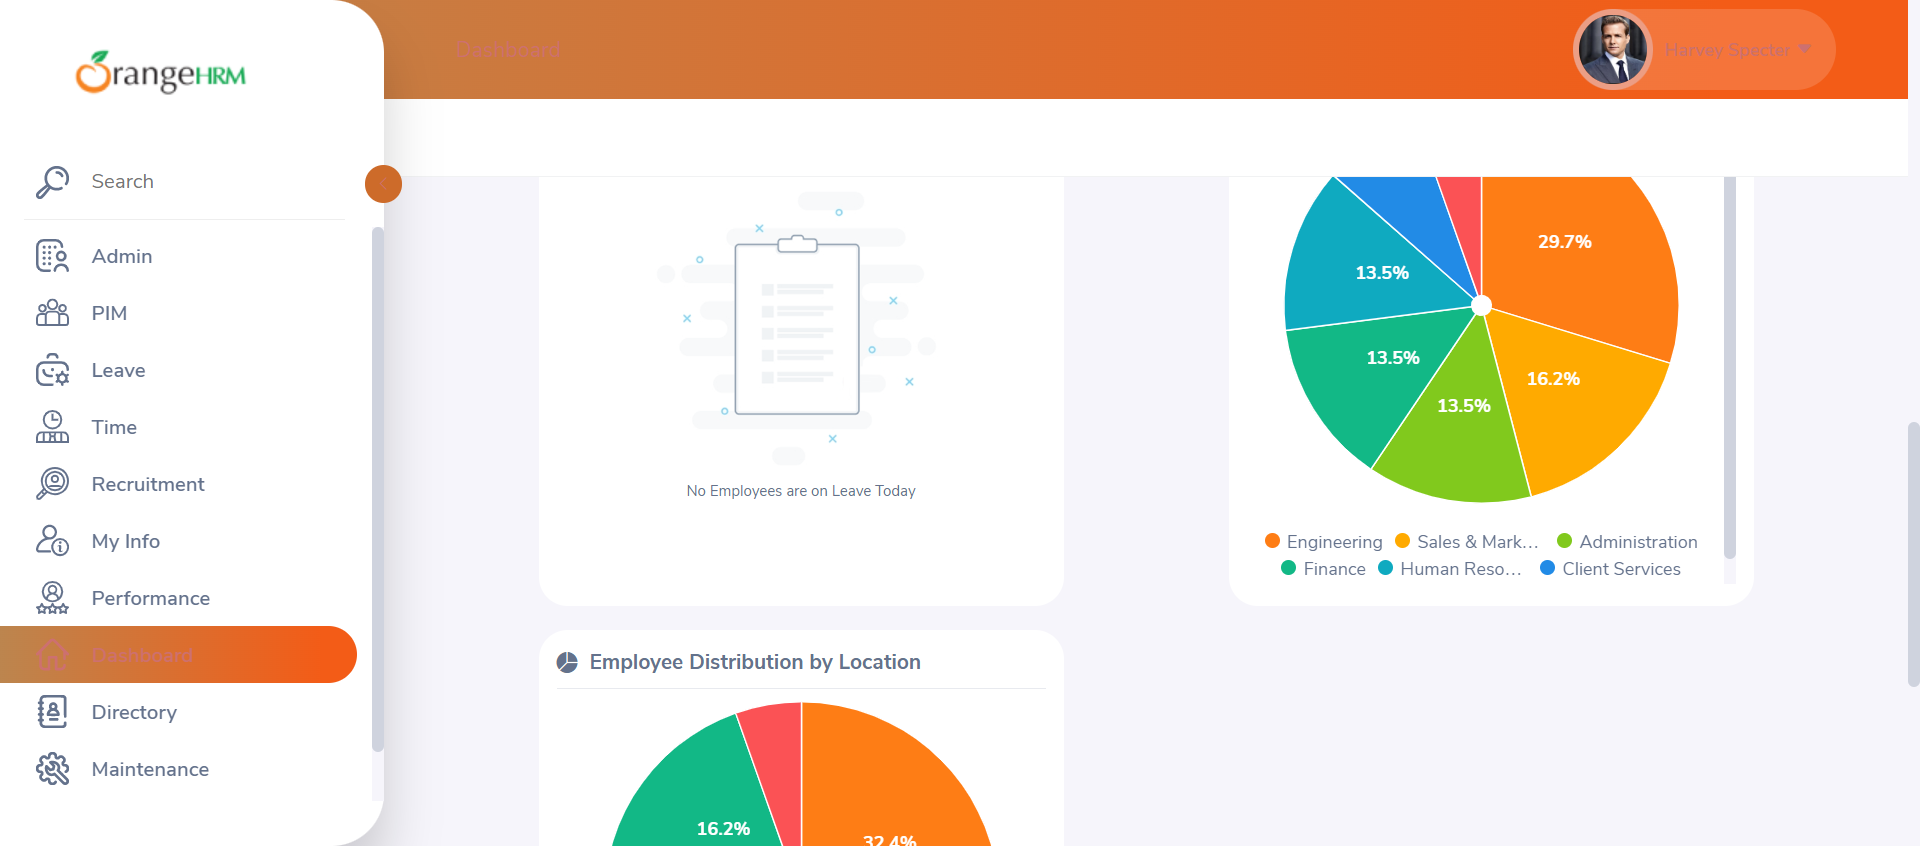 OrangeHRM
Dashboard
Harvey Specter
Search
Admin
PIM
Leave
Time
Recruitment
My Info
Performance
Dashboard
Directory
Maintenance
No Employees are on Leave Today
29.7%
13.5%
13.5%
16.2%
13.5%
Engineering Sales & Mark... Administration
Finance Human Reso... Client Services
Employee Distribution by Location
16.2%
32.4%